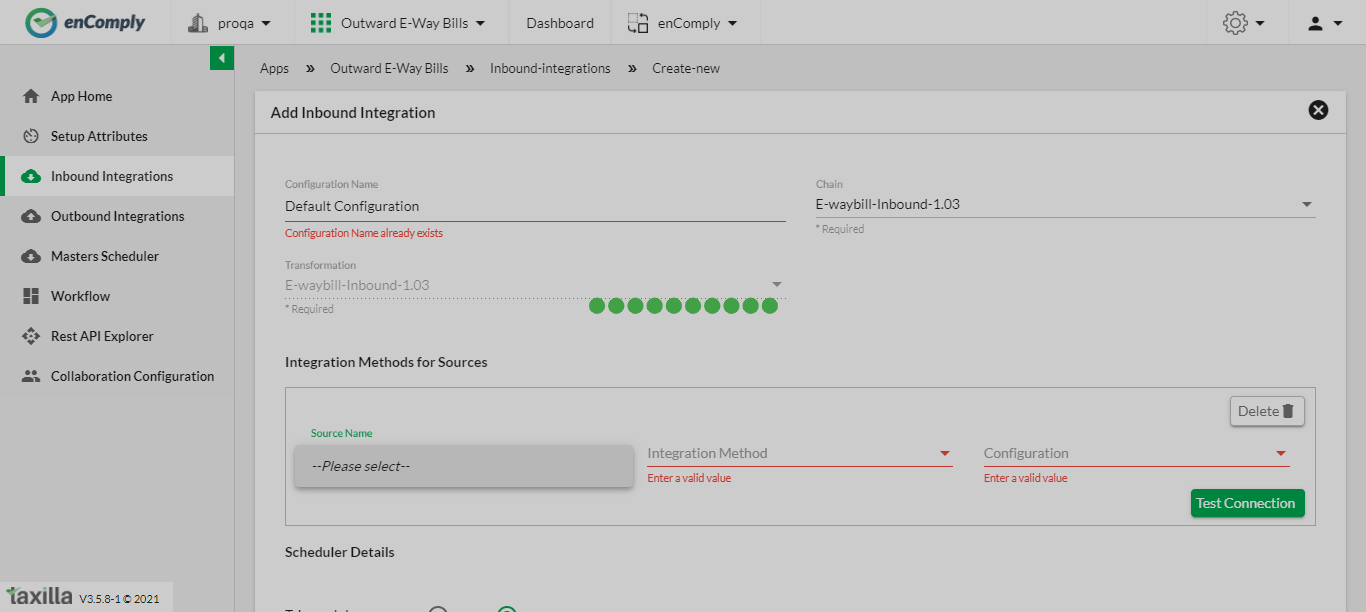 enComply
proqa
Outward E-Way Bills
Dashboard
enComply
Apps » Outward E-Way Bills » Inbound-integrations » Create-new
App Home
Setup Attributes
Inbound Integrations
Outbound Integrations
Masters Scheduler
Workflow
Rest API Explorer
Collaboration Configuration
taxilla V3.5.8-1 © 2021
Add Inbound Integration
Configuration Name
Default Configuration
Configuration Name already exists
Chain
E-waybill-Inbound-1.03
* Required
Transformation
E-waybill-Inbound-1.03
* Required
Integration Methods for Sources
Delete
Source Name
--Please select--
Integration Method
Enter a valid value
Configuration
Enter a valid value
Test Connection
Scheduler Details